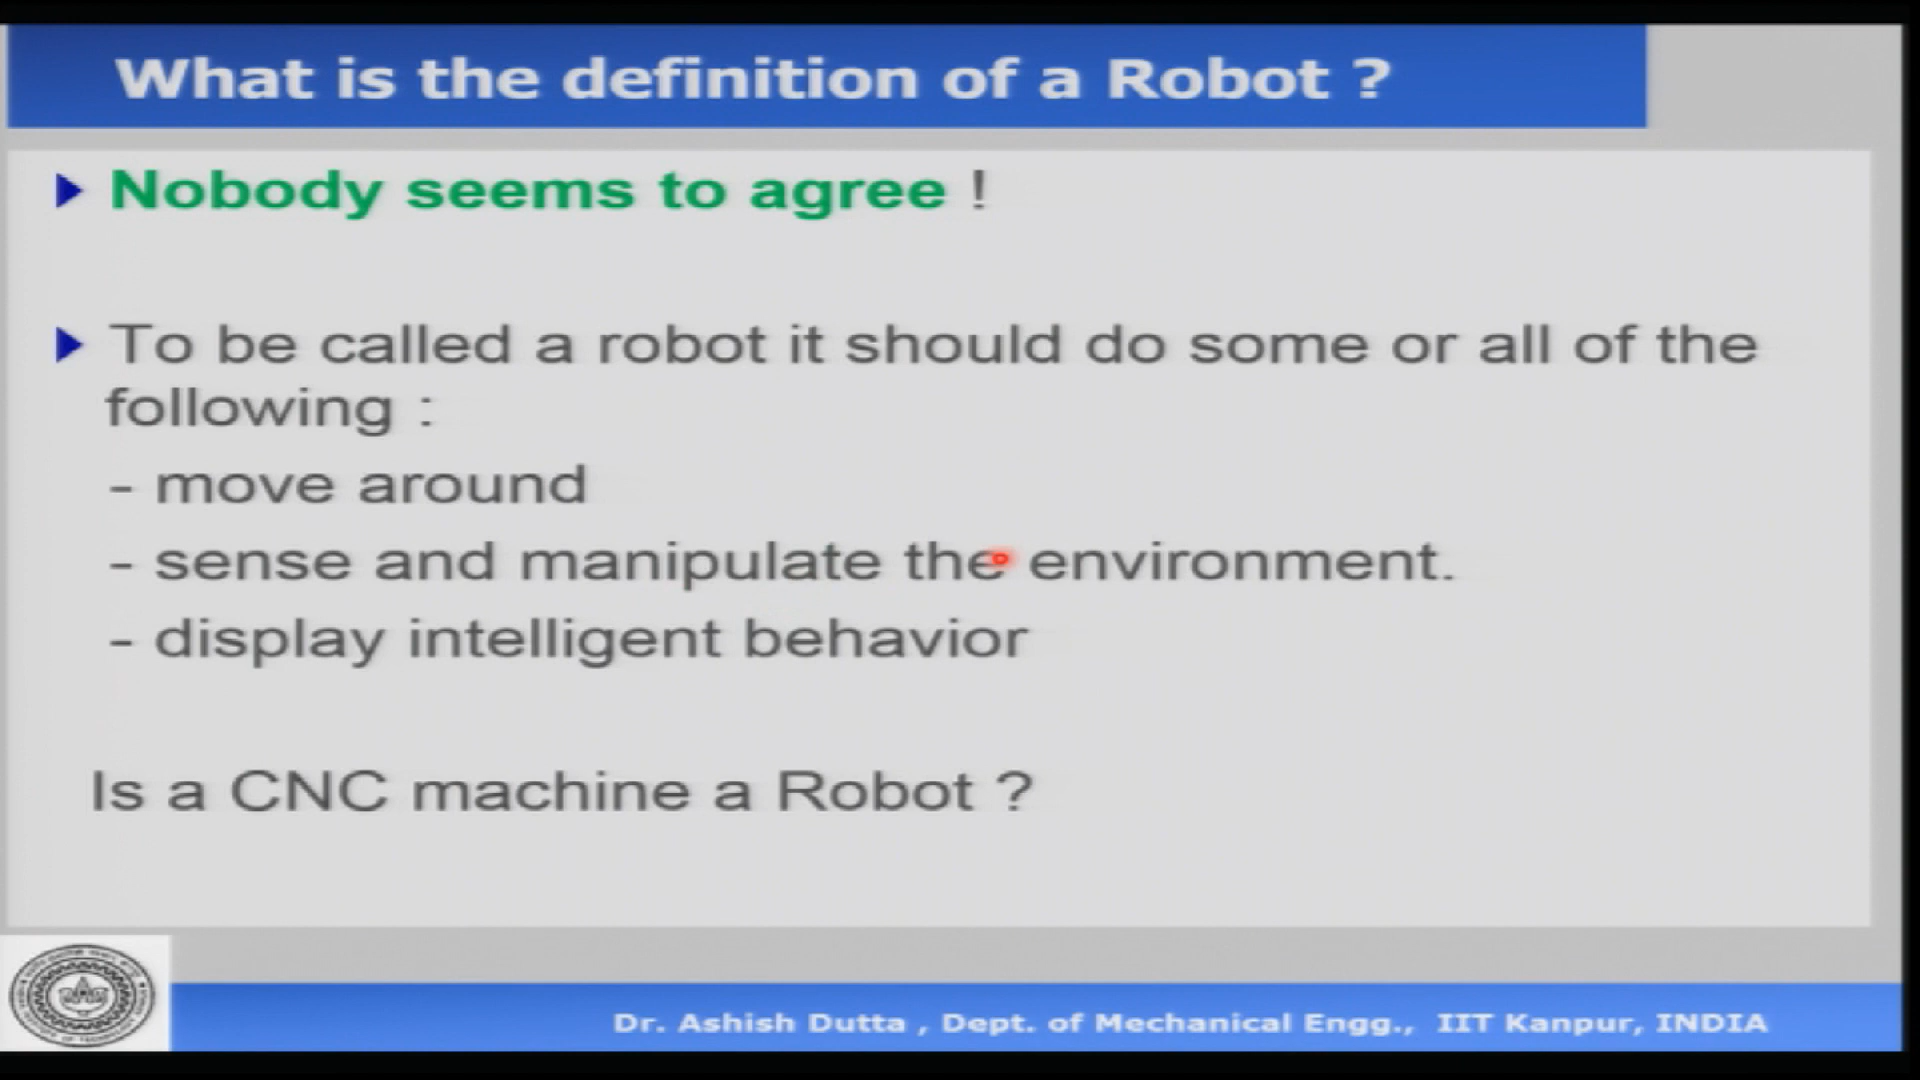 What is the definition of a Robot ?
Nobody seems to agree !
To be called a robot it should do some or all of the
following :
- move around
- sense and manipulate the environment.
- display intelligent behavior
Is a CNC machine a Robot ?
Dr. Ashish Dutta , Dept. of Mechanical Engg., IIT Kanpur, INDIA